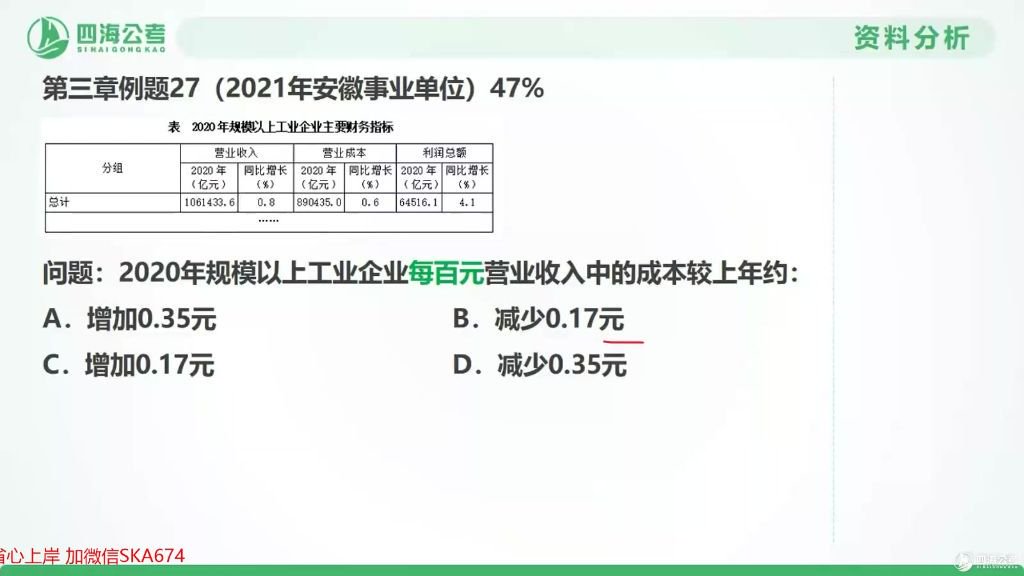 四海公考
SIHAIGONGKAO
资料分析
第三章例题27（2021年安徽事业单位）47%
表 2020年规模以上工业企业主要财务指标
分组 营业收入 营业成本 利润总额
2020年（亿元） 同比增长（%） 2020年（亿元） 同比增长（%） 2020年（亿元） 同比增长（%）
总计 1061433.6 0.8 890435.0 0.6 64516.1 4.1
……
问题：2020年规模以上工业企业每百元营业收入中的成本较上年约：
A．增加0.35元 B．减少0.17元
C．增加0.17元 D．减少0.35元
省心上岸 加微信SKA674
四海公考